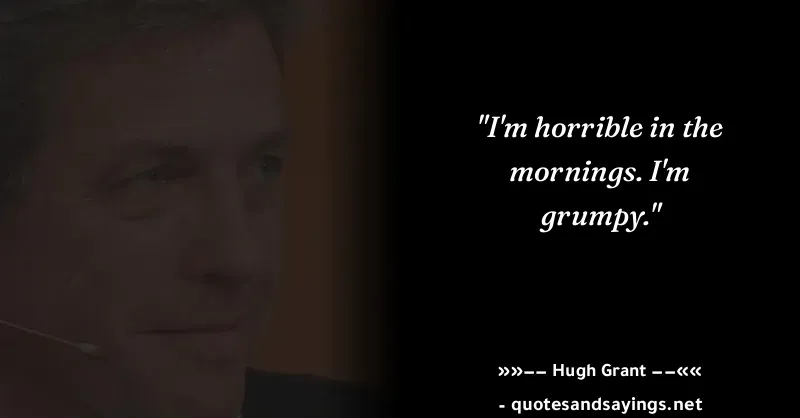 "I'm horrible in the
mornings. I'm
grumpy."
»»−− Hugh Grant −−««
- quotesandsayings.net